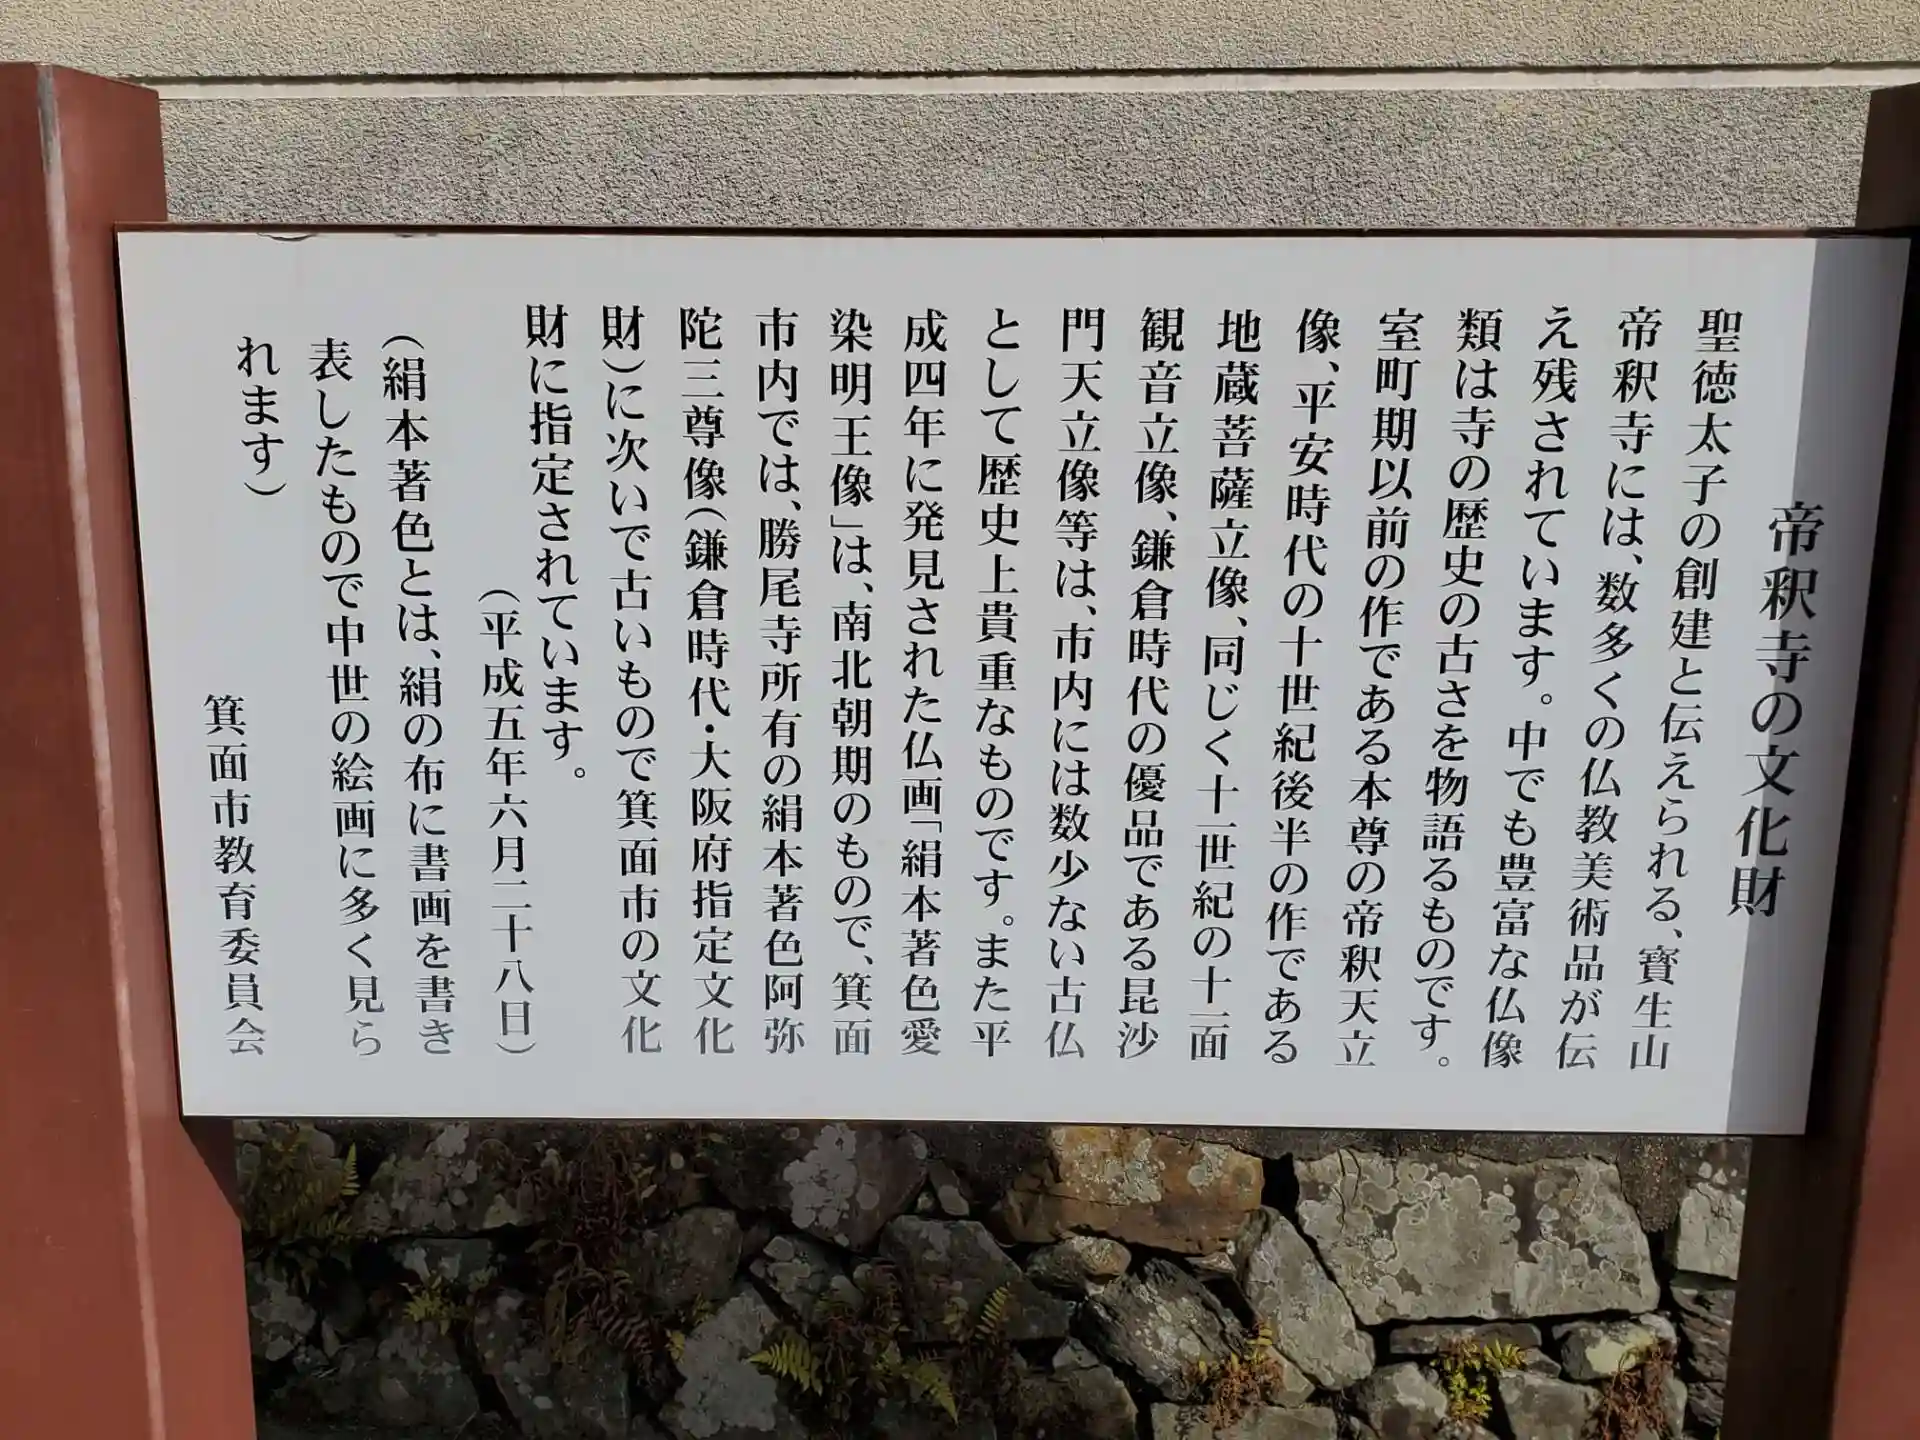 帝釈寺の文化財
聖徳太子の創建と伝えられる、寶生山
帝釈寺には、数多くの仏教美術品が伝
え残されています。中でも豊富な仏像
類は寺の歴史の古さを物語るものです。
室町期以前の作である本尊の帝釈天立
像、平安時代の十世紀後半の作である
地蔵菩薩立像、同じく十一世紀の十一面
観音立像、鎌倉時代の優品である毘沙
門天立像等は、市内には数少ない古仏
として歴史上貴重なものです。また平
成四年に発見された仏画「絹本著色愛
染明王像」は、南北朝期のもので、箕面
市内では、勝尾寺所有の絹本著色阿弥
陀三尊像(鎌倉時代・大阪府指定文化
財)に次いで古いもので箕面市の文化
財に指定されています。
(平成五年六月二十八日)
(絹本著色とは、絹の布に書画を書き
表したもので中世の絵画に多く見ら
れます)
箕面市教育委員会